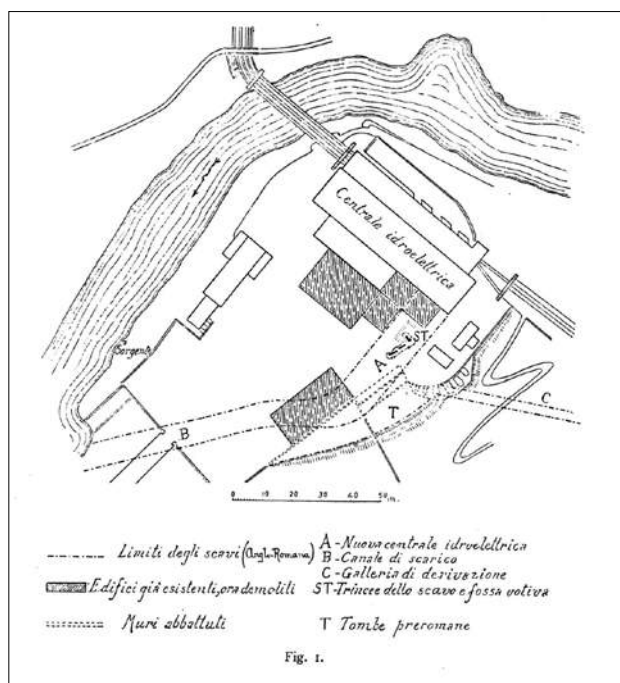 Centrale idroelettrica
Sorgente
ST
A
T
B
C
0 10 20 30 40 50 m.
Limiti degli scavi (Anglo-Romana)
Edifici già esistenti, ora demoliti
Muri abbattuti
A - Nuova centrale idroelettrica
B - Canale di scarico
C - Galleria di derivazione
ST - Trincee dello scavo e fossa votiva
T Tombe preromane
Fig. 1.